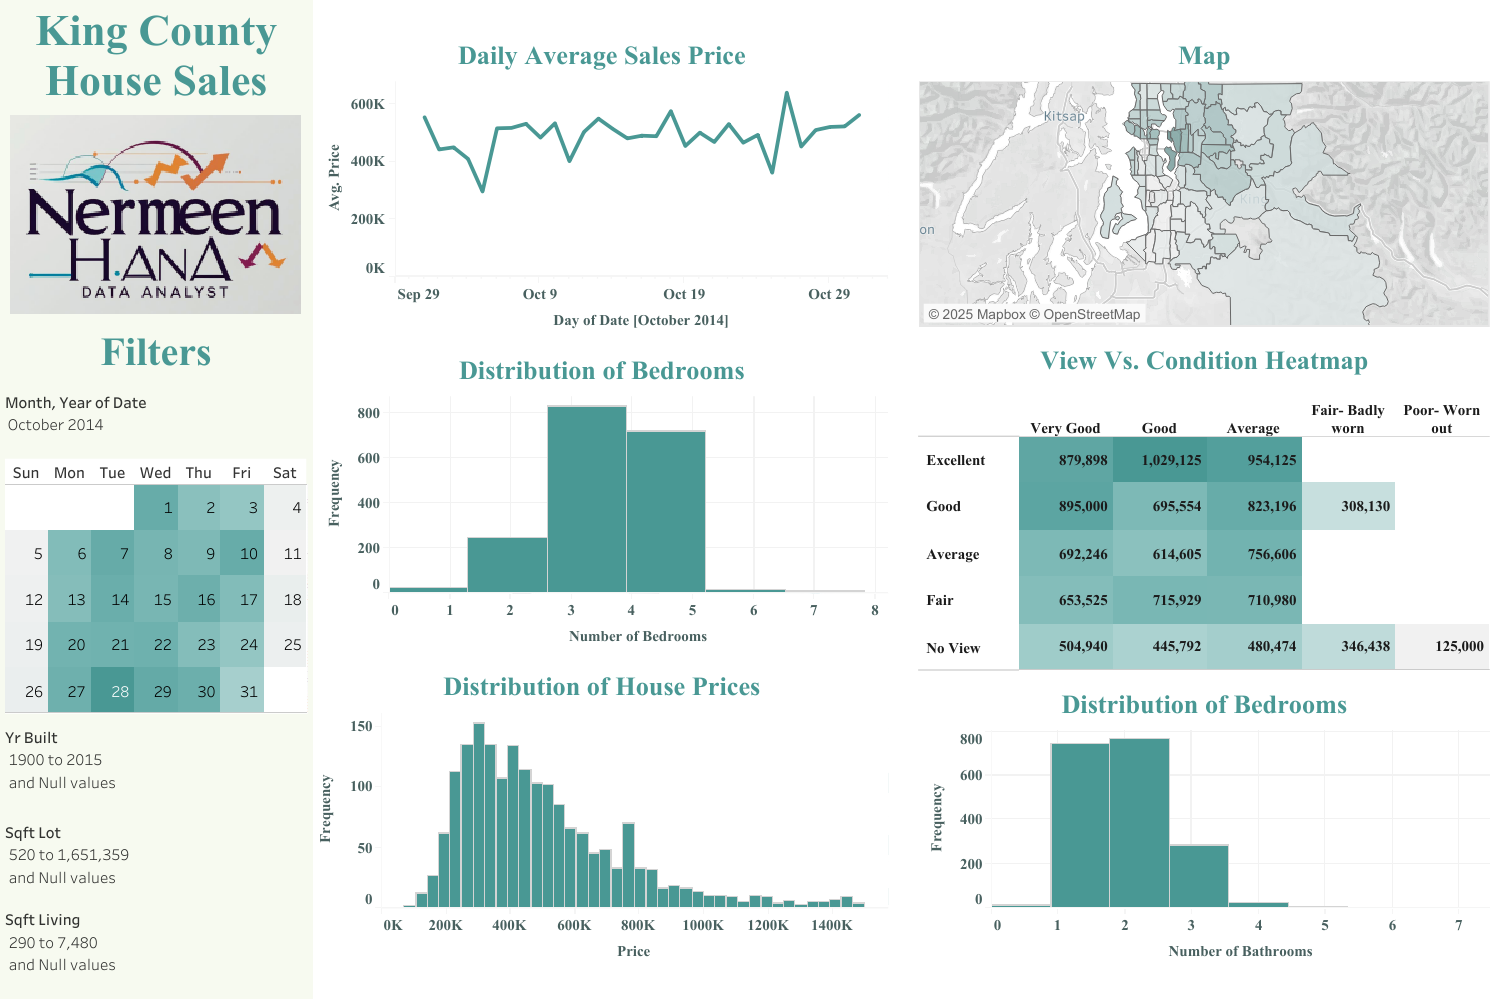 King County
House Sales
Nermeen
HANA
DATA ANALYST
Filters
Month, Year of Date
October 2014
Sun Mon Tue Wed Thu Fri Sat
1 2 3 4
5 6 7 8 9 10 11
12 13 14 15 16 17 18
19 20 21 22 23 24 25
26 27 28 29 30 31
Yr Built
1900 to 2015
and Null values
Sqft Lot
520 to 1,651,359
and Null values
Sqft Living
290 to 7,480
and Null values
Daily Average Sales Price
Avg. Price
600K
400K
200K
0K
Sep 29 Oct 9 Oct 19 Oct 29
Day of Date [October 2014]
Distribution of Bedrooms
Frequency
800
600
400
200
0
0 1 2 3 4 5 6 7 8
Number of Bedrooms
Distribution of House Prices
Frequency
150
100
50
0
0K 200K 400K 600K 800K 1000K 1200K 1400K
Price
Map
Kitsap
Kin
on
© 2025 Mapbox © OpenStreetMap
View Vs. Condition Heatmap
Very Good Good Average Fair- Badly worn Poor- Worn out
Excellent 879,898 1,029,125 954,125
Good 895,000 695,554 823,196 308,130
Average 692,246 614,605 756,606
Fair 653,525 715,929 710,980
No View 504,940 445,792 480,474 346,438 125,000
Distribution of Bedrooms
Frequency
800
600
400
200
0
0 1 2 3 4 5 6 7
Number of Bathrooms